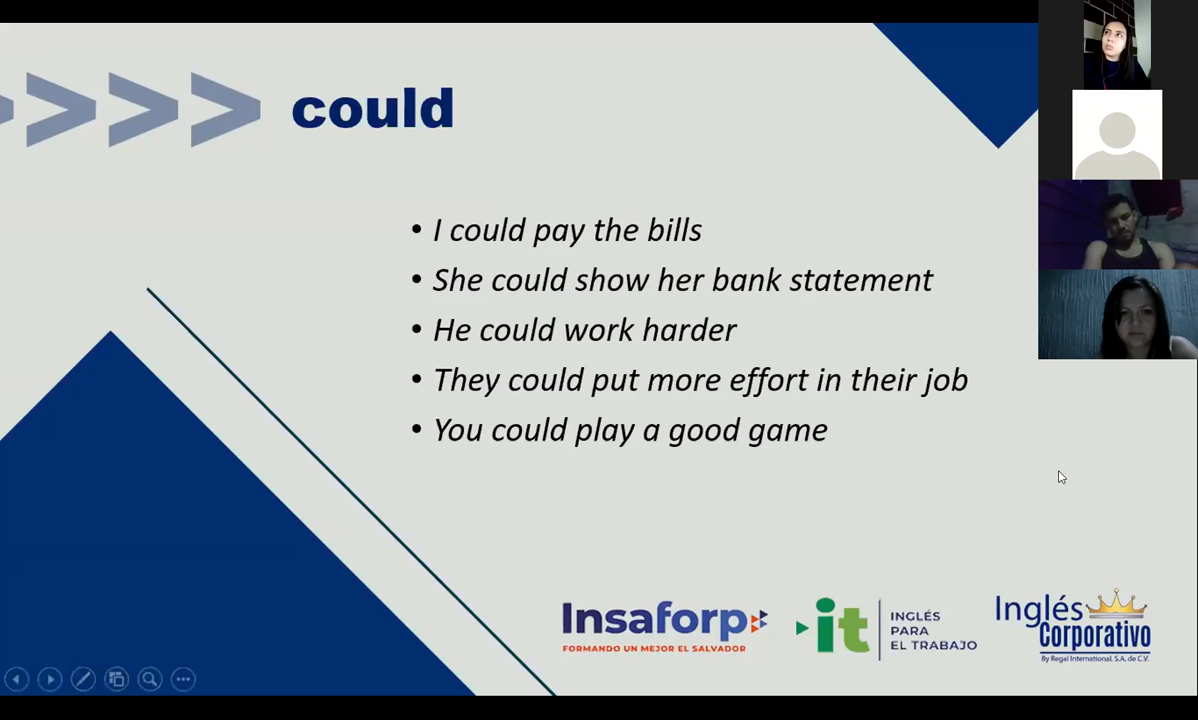 could
• I could pay the bills
• She could show her bank statement
• He could work harder
• They could put more effort in their job
• You could play a good game
Insaforp
FORMANDO UN MEJOR EL SALVADOR
it
INGLÉS
PARA
EL TRABAJO
Inglés
Corporativo
By Regal International, S.A. de C.V.